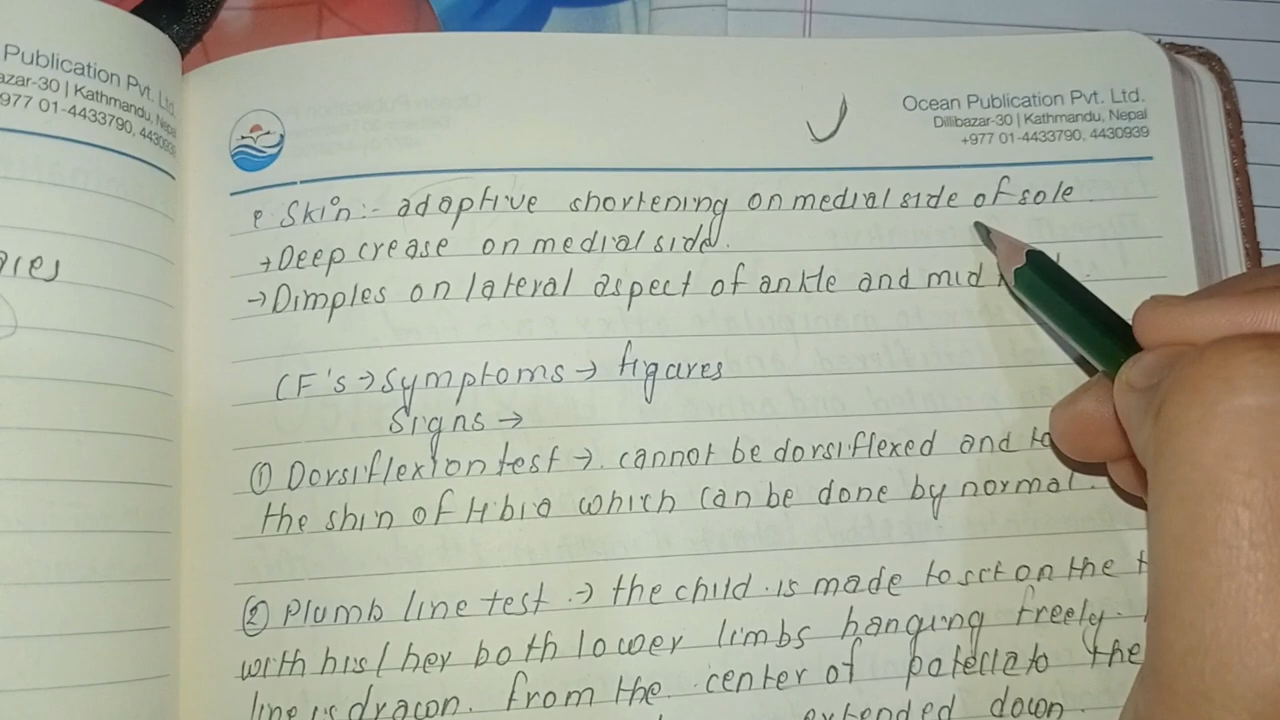 Publication Pvt. Ltd.
azar-30 | Kathmandu, Nepal
977 01-4433790, 4430939
Ocean Publication Pvt. Ltd.
Dillibazar-30 | Kathmandu, Nepal
+977 01-4433790, 4430939
Skin:- adaptive shortening on medial side of sole
→ Deep crease on medial side.
→ Dimples on lateral aspect of ankle and mid
CF's → symptoms → figures
Signs →
① Dorsiflexion test → cannot be dorsiflexed and to
the shin of tibia which can be done by normal.
② Plumb line test → the child is made to sit on the t
with his/her both lower limbs hanging freely.
line is drawn. from the center of patella to the
extended down.